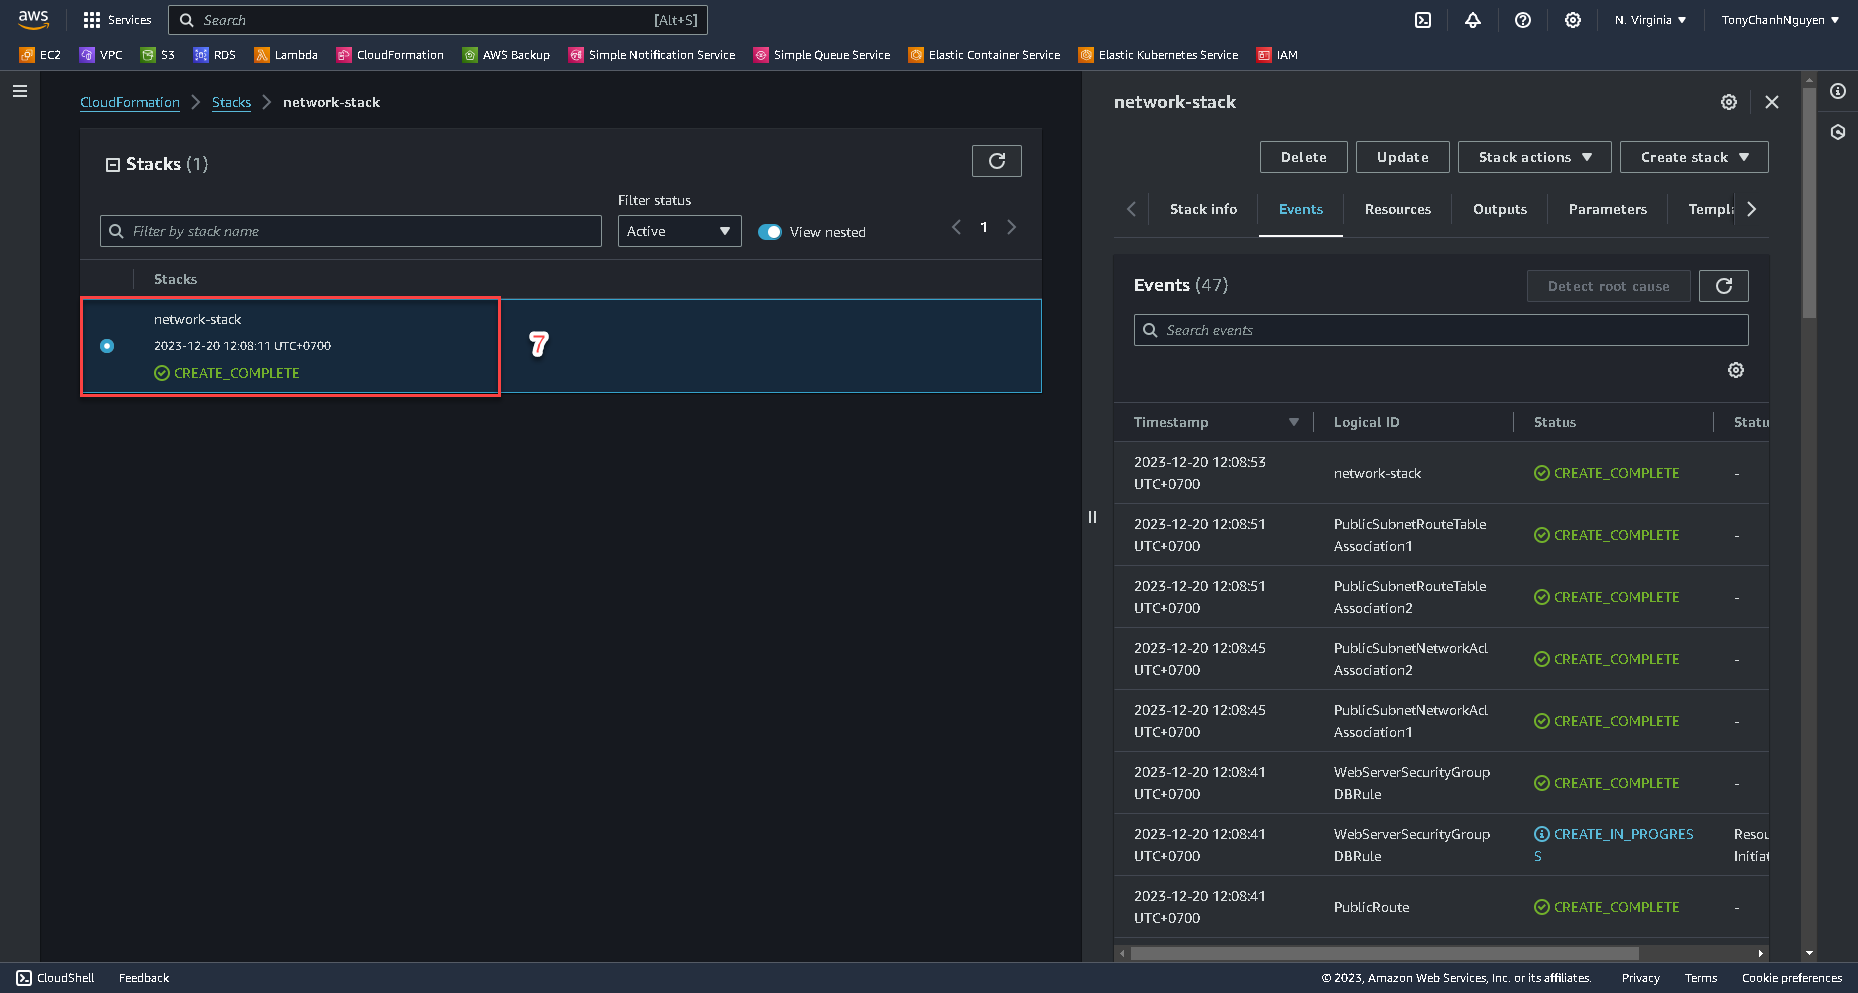 aws
Services
Search
[Alt+S]
N. Virginia
TonyChanhNguyen
EC2
VPC
S3
RDS
Lambda
CloudFormation
AWS Backup
Simple Notification Service
Simple Queue Service
Elastic Container Service
Elastic Kubernetes Service
IAM
CloudFormation
Stacks
network-stack
Stacks (1)
Filter status
Filter by stack name
Active
View nested
1
Stacks
network-stack
2023-12-20 12:08:11 UTC+0700
CREATE_COMPLETE
7
network-stack
Delete
Update
Stack actions
Create stack
Stack info
Events
Resources
Outputs
Parameters
Templa
Events (47)
Detect root cause
Search events
Timestamp
Logical ID
Status
Statu
2023-12-20 12:08:53
UTC+0700
network-stack
CREATE_COMPLETE
-
2023-12-20 12:08:51
UTC+0700
PublicSubnetRouteTable
Association1
CREATE_COMPLETE
-
2023-12-20 12:08:51
UTC+0700
PublicSubnetRouteTable
Association2
CREATE_COMPLETE
-
2023-12-20 12:08:45
UTC+0700
PublicSubnetNetworkAcl
Association2
CREATE_COMPLETE
-
2023-12-20 12:08:45
UTC+0700
PublicSubnetNetworkAcl
Association1
CREATE_COMPLETE
-
2023-12-20 12:08:41
UTC+0700
WebServerSecurityGroup
DBRule
CREATE_COMPLETE
-
2023-12-20 12:08:41
UTC+0700
WebServerSecurityGroup
DBRule
CREATE_IN_PROGRES
S
Resou
Initiat
2023-12-20 12:08:41
UTC+0700
PublicRoute
CREATE_COMPLETE
-
CloudShell
Feedback
© 2023, Amazon Web Services, Inc. or its affiliates.
Privacy
Terms
Cookie preferences